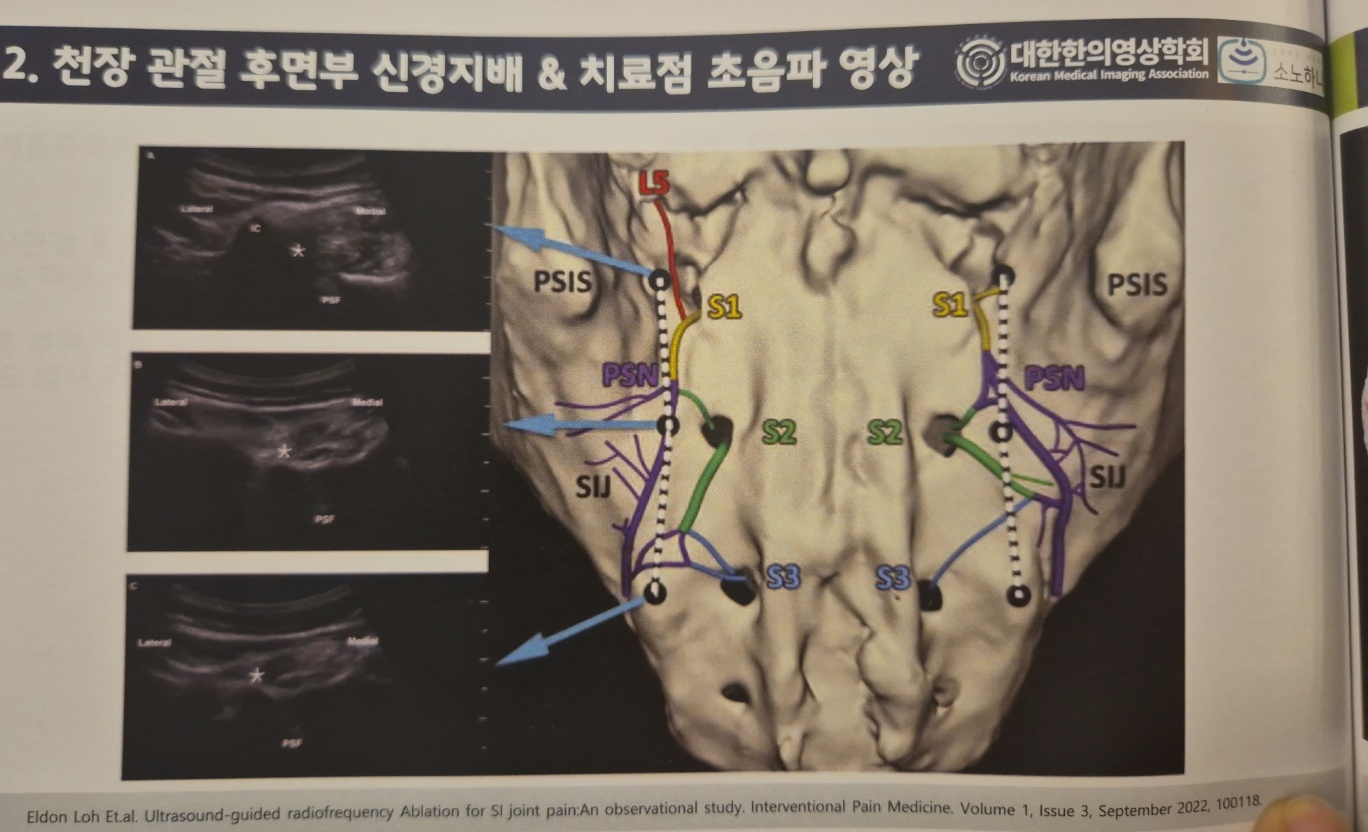 2. 천장 관절 후면부 신경지배 & 치료점 초음파 영상
대한한의영상학회
Korean Medical Imaging Association
a
Lateral
Medial
IC
*
PSF
B
Lateral
Medial
*
PSF
C
Lateral
Medial
*
PSF
L5
PSIS
S1
S1
PSIS
PSN
PSN
S2
S2
SIJ
SIJ
S3
S3
Eldon Loh Et.al. Ultrasound-guided radiofrequency Ablation for SI joint pain:An observational study. Interventional Pain Medicine. Volume 1, Issue 3, September 2022, 100118.